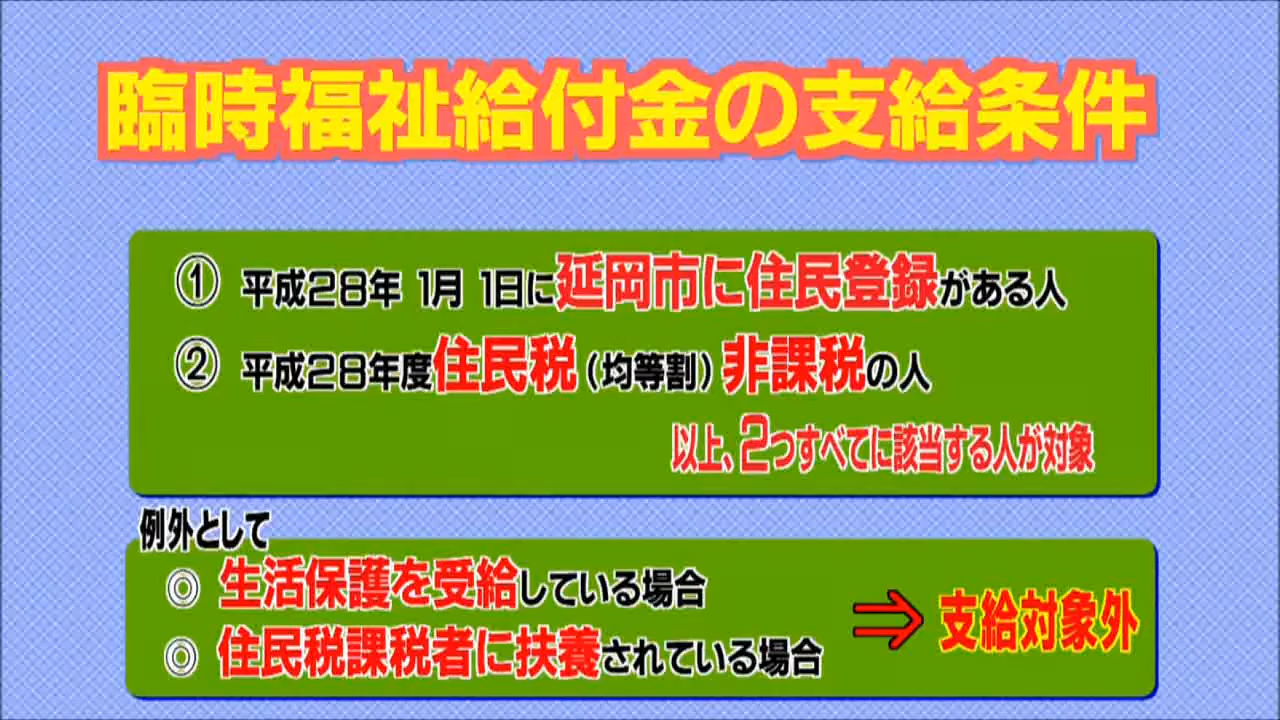 臨時福祉給付金の支給条件
① 平成28年 1月 1日に延岡市に住民登録がある人
② 平成28年度住民税(均等割)非課税の人
以上、2つすべてに該当する人が対象
例外として
◎ 生活保護を受給している場合
⇒ 支給対象外
◎ 住民税課税者に扶養されている場合